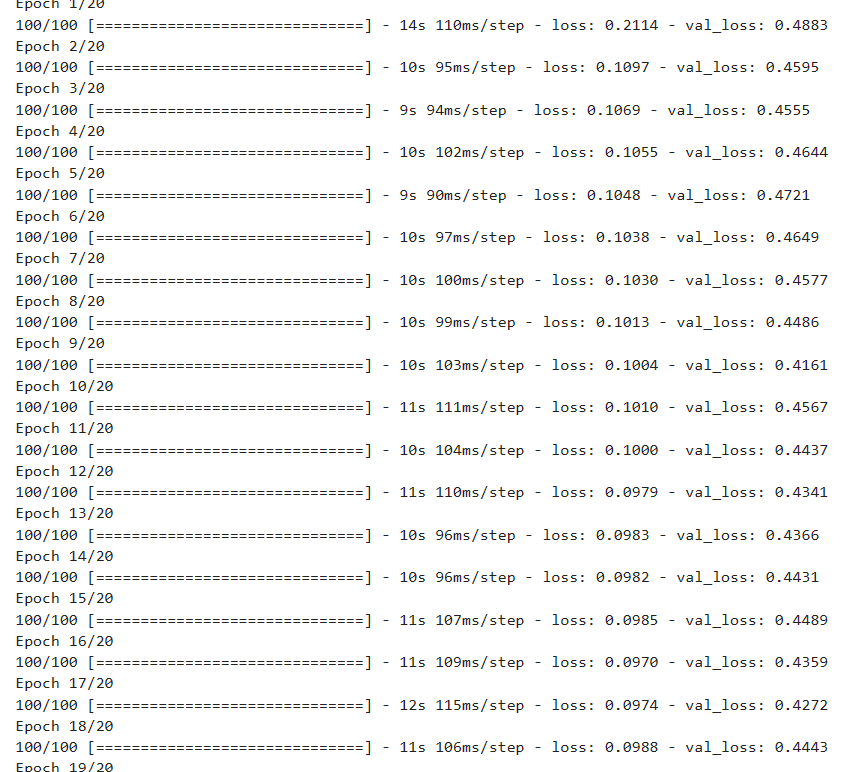 Epoch 1/20
100/100 [==============================] - 14s 110ms/step - loss: 0.2114 - val_loss: 0.4883
Epoch 2/20
100/100 [==============================] - 10s 95ms/step - loss: 0.1097 - val_loss: 0.4595
Epoch 3/20
100/100 [==============================] - 9s 94ms/step - loss: 0.1069 - val_loss: 0.4555
Epoch 4/20
100/100 [==============================] - 10s 102ms/step - loss: 0.1055 - val_loss: 0.4644
Epoch 5/20
100/100 [==============================] - 9s 90ms/step - loss: 0.1048 - val_loss: 0.4721
Epoch 6/20
100/100 [==============================] - 10s 97ms/step - loss: 0.1038 - val_loss: 0.4649
Epoch 7/20
100/100 [==============================] - 10s 100ms/step - loss: 0.1030 - val_loss: 0.4577
Epoch 8/20
100/100 [==============================] - 10s 99ms/step - loss: 0.1013 - val_loss: 0.4486
Epoch 9/20
100/100 [==============================] - 10s 103ms/step - loss: 0.1004 - val_loss: 0.4161
Epoch 10/20
100/100 [==============================] - 11s 111ms/step - loss: 0.1010 - val_loss: 0.4567
Epoch 11/20
100/100 [==============================] - 10s 104ms/step - loss: 0.1000 - val_loss: 0.4437
Epoch 12/20
100/100 [==============================] - 11s 110ms/step - loss: 0.0979 - val_loss: 0.4341
Epoch 13/20
100/100 [==============================] - 10s 96ms/step - loss: 0.0983 - val_loss: 0.4366
Epoch 14/20
100/100 [==============================] - 10s 96ms/step - loss: 0.0982 - val_loss: 0.4431
Epoch 15/20
100/100 [==============================] - 11s 107ms/step - loss: 0.0985 - val_loss: 0.4489
Epoch 16/20
100/100 [==============================] - 11s 109ms/step - loss: 0.0970 - val_loss: 0.4359
Epoch 17/20
100/100 [==============================] - 12s 115ms/step - loss: 0.0974 - val_loss: 0.4272
Epoch 18/20
100/100 [==============================] - 11s 106ms/step - loss: 0.0988 - val_loss: 0.4443
Epoch 19/20